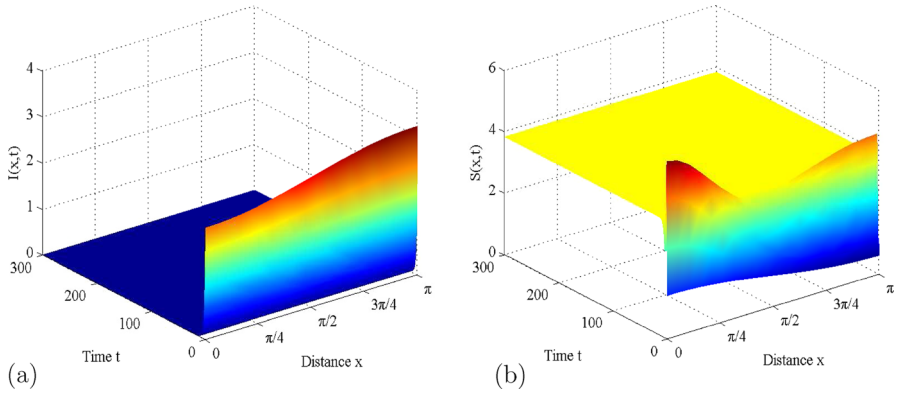 4
3
2
1
0
I(x,t)
300
200
100
0
Time t
0
π/4
π/2
3π/4
π
Distance x
(a)
6
4
2
0
S(x,t)
300
200
100
0
Time t
0
π/4
π/2
3π/4
π
Distance x
(b)